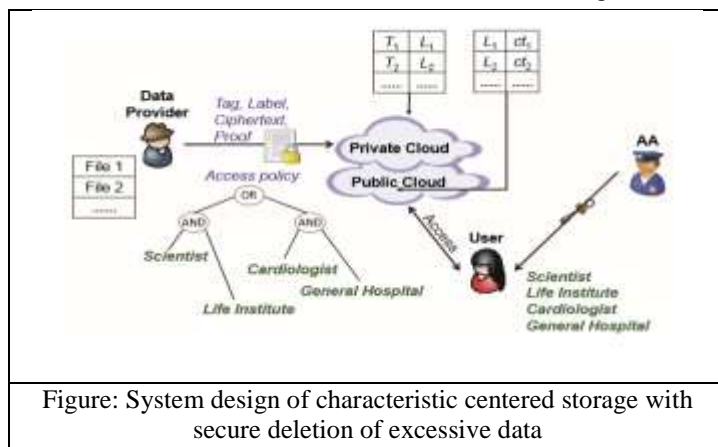 T1 L1
T2 L2
...... ......
L1 ct1
L2 ct2
...... ......
Data
Provider
Tag, Label,
Ciphertext,
Proof
Private Cloud
Public Cloud
AA
File 1
File 2
......
Access policy
OR
AND
AND
Scientist
Life Institute
Cardiologist
General Hospital
Access
User
Scientist
Life Institute
Cardiologist
General Hospital
Figure: System design of characteristic centered storage with
secure deletion of excessive data